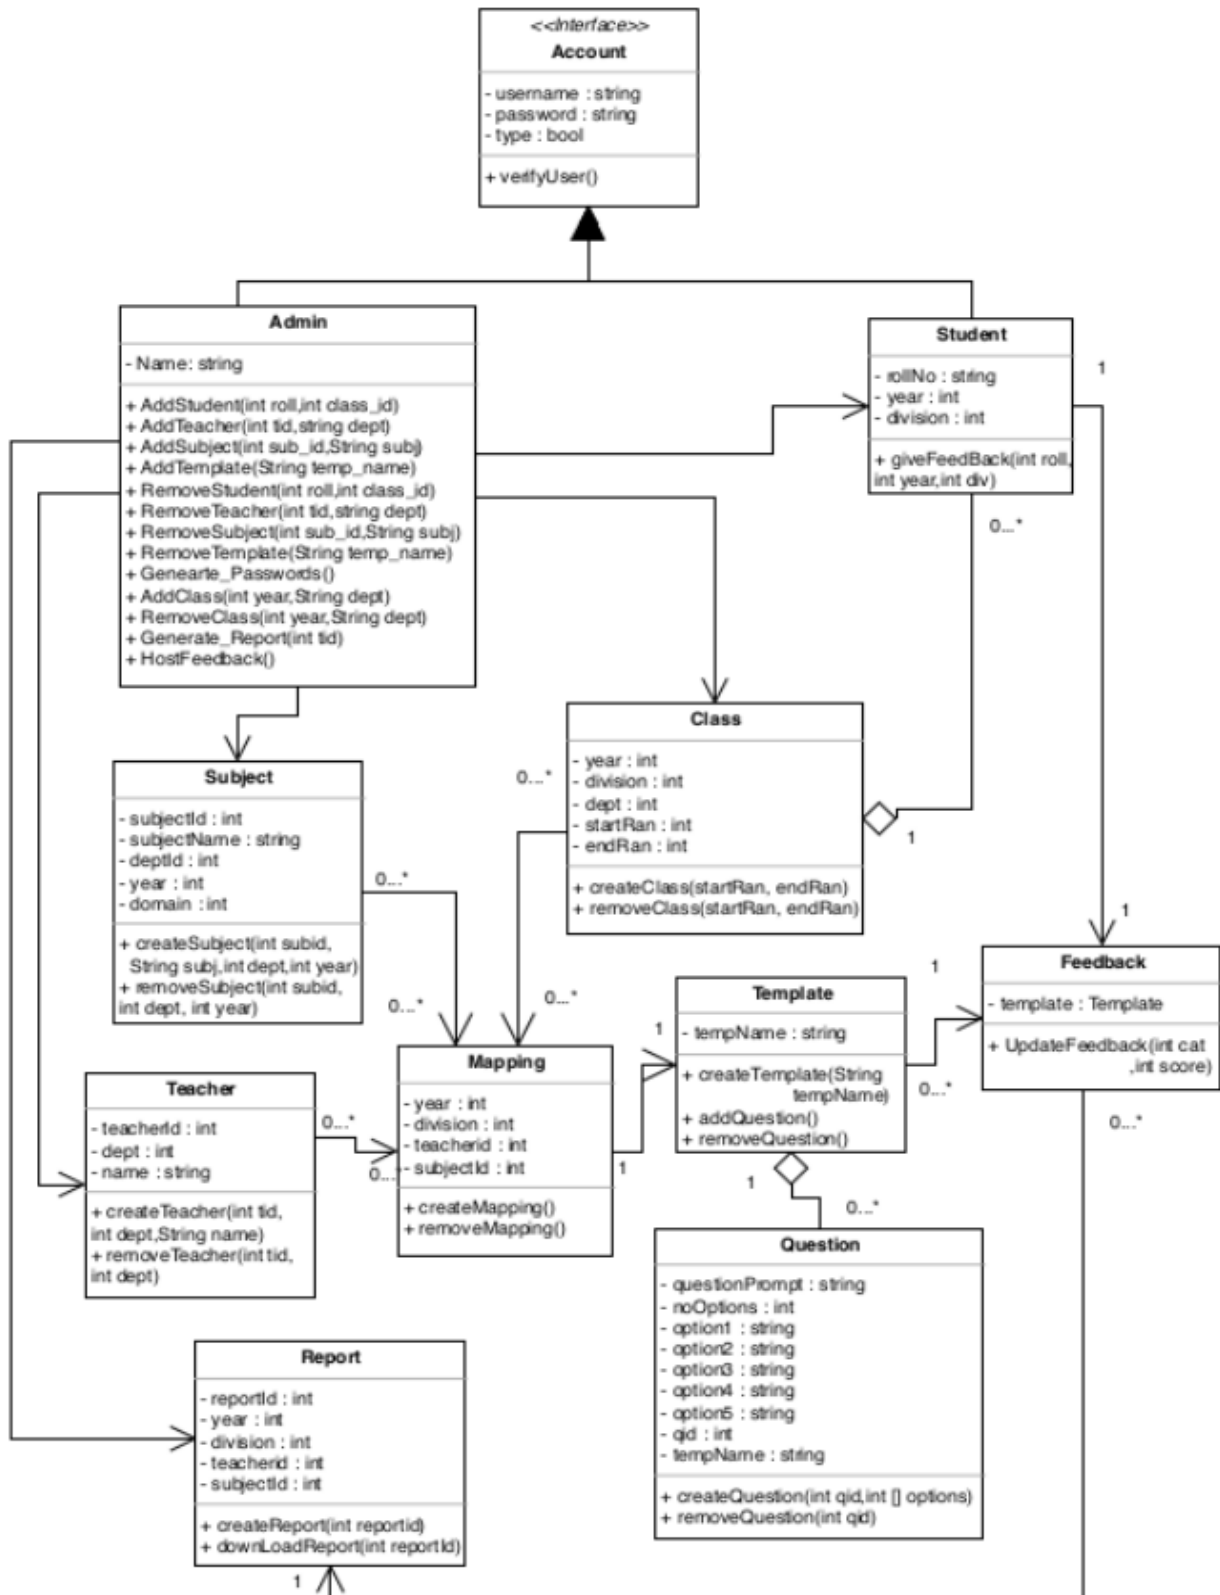 <<Interface>>
Account
- username : string
- password : string
- type : bool
+ verifyUser()
Admin
- Name: string
+ AddStudent(int roll,int class_id)
+ AddTeacher(int tid,string dept)
+ AddSubject(int sub_id,String subj)
+ AddTemplate(String temp_name)
+ RemoveStudent(int roll,int class_id)
+ RemoveTeacher(int tid,string dept)
+ RemoveSubject(int sub_id,String subj)
+ RemoveTemplate(String temp_name)
+ Genearte_Passwords()
+ AddClass(int year,String dept)
+ RemoveClass(int year,String dept)
+ Generate_Report(int tid)
+ HostFeedback()
Student
- rollNo : string
- year : int
- division : int
+ giveFeedBack(int roll,
int year,int div)
1
0...*
Class
- year : int
- division : int
- dept : int
- startRan : int
- endRan : int
+ createClass(startRan, endRan)
+ removeClass(startRan, endRan)
0...*
1
0...*
Subject
- subjectId : int
- subjectName : string
- deptId : int
- year : int
- domain : int
+ createSubject(int subid,
String subj,int dept,int year)
+ removeSubject(int subid,
int dept, int year)
0...*
0...*
1
Feedback
- template : Template
+ UpdateFeedback(int cat
,int score)
1
0...*
0...*
Template
- tempName : string
+ createTemplate(String
tempName)
+ addQuestion()
+ removeQuestion()
1
1
0...*
Mapping
- year : int
- division : int
- teacherid : int
- subjectId : int
+ createMapping()
+ removeMapping()
1
Teacher
- teacherId : int
- dept : int
- name : string
+ createTeacher(int tid,
int dept,String name)
+ removeTeacher(int tid,
int dept)
0...*
0...
Question
- questionPrompt : string
- noOptions : int
- option1 : string
- option2 : string
- option3 : string
- option4 : string
- option5 : string
- qid : int
- tempName : string
+ createQuestion(int qid,int [] options)
+ removeQuestion(int qid)
Report
- reportId : int
- year : int
- division : int
- teacherid : int
- subjectId : int
+ createReport(int reportid)
+ downLoadReport(int reportId)
1